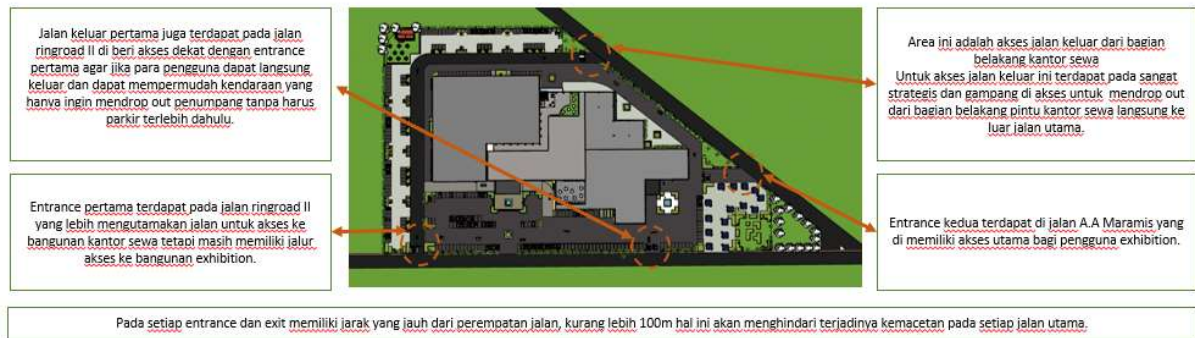 Jalan keluar pertama juga terdapat pada jalan
ringroad II di beri akses dekat dengan entrance
pertama agar jika para pengguna dapat langsung
keluar dan dapat mempermudah kendaraan yang
hanya ingin mendrop out penumpang tanpa harus
parkir terlebih dahulu.
Entrance pertama terdapat pada jalan ringroad II
yang lebih mengutamakan jalan untuk akses ke
bangunan kantor sewa tetapi masih memiliki jalur
akses ke bangunan exhibition.
Area ini adalah akses jalan keluar dari bagian
belakang kantor sewa
Untuk akses jalan keluar ini terdapat pada sangat
strategis dan gampang di akses untuk mendrop out
dari bagian belakang pintu kantor sewa langsung ke
luar jalan utama.
Entrance kedua terdapat di jalan A.A Maramis yang
di memiliki akses utama bagi pengguna exhibition.
Pada setiap entrance dan exit memiliki jarak yang jauh dari perempatan jalan, kurang lebih 100m hal ini akan menghindari terjadinya kemacetan pada setiap jalan utama.